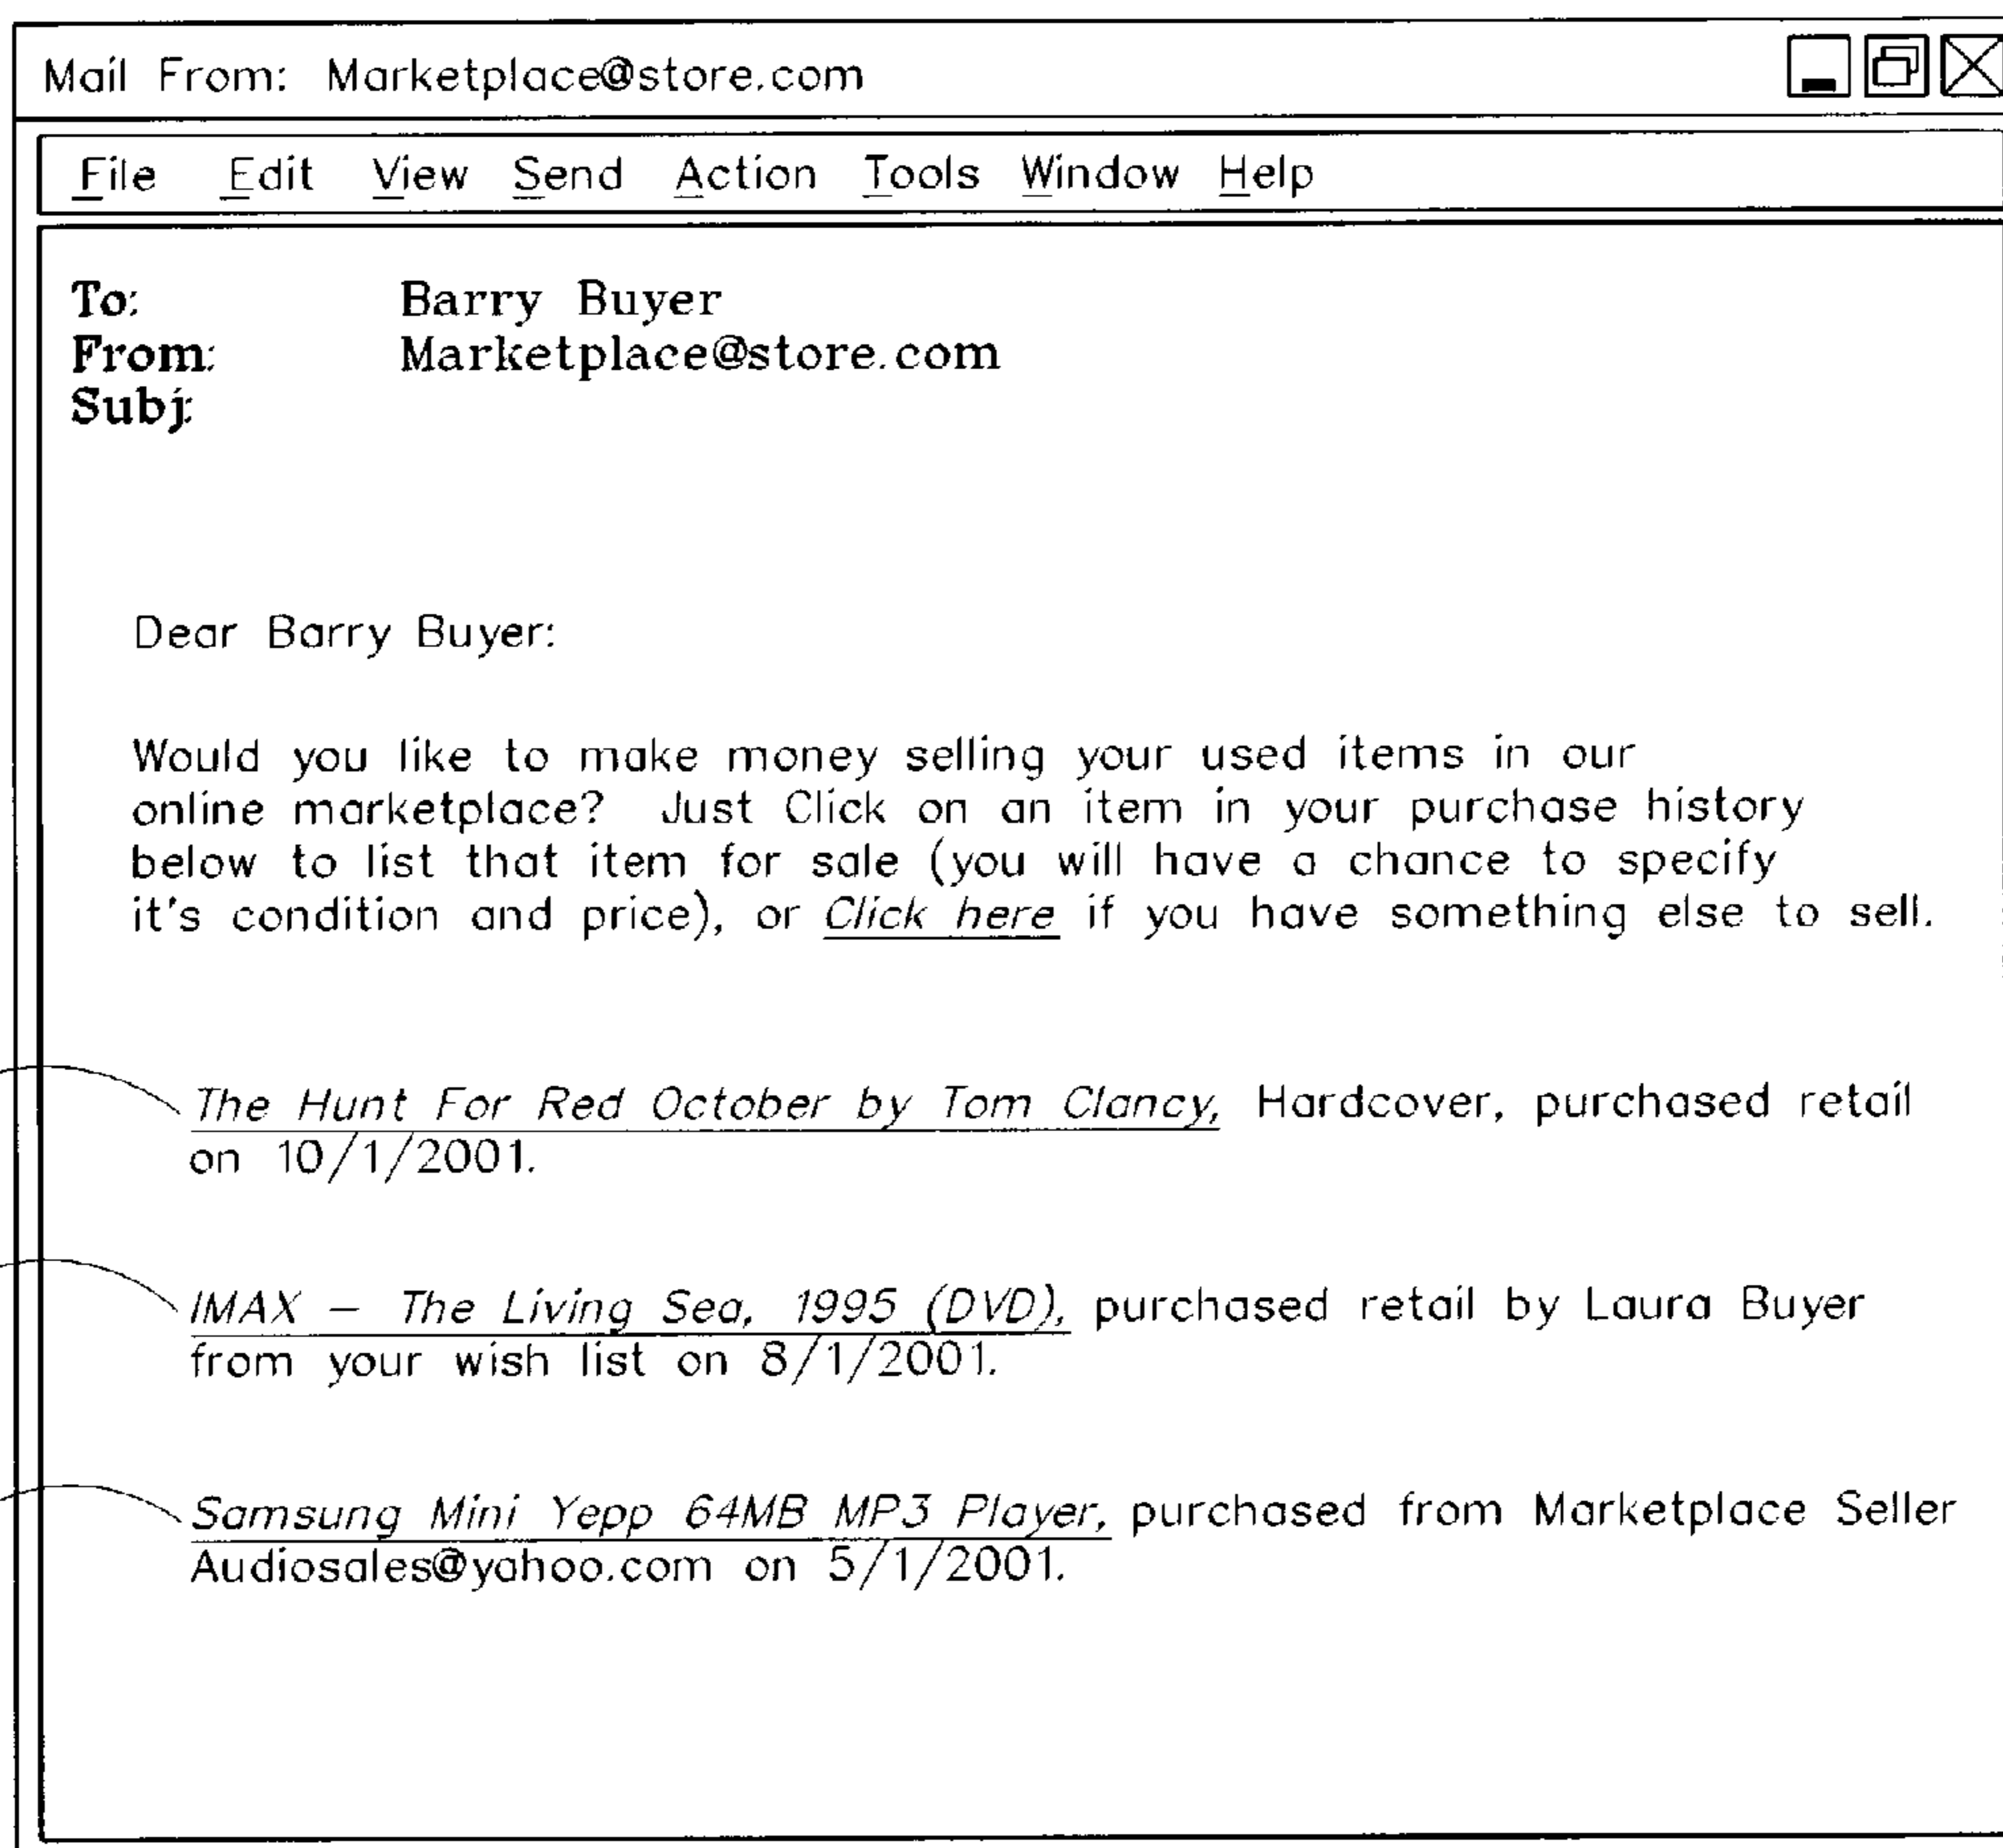 Mail From: Marketplace@store.com
File Edit View Send Action Tools Window Help
To: Barry Buyer
From: Marketplace@store.com
Subj:
Dear Barry Buyer:
Would you like to make money selling your used items in our
online marketplace? Just Click on an item in your purchase history
below to list that item for sale (you will have a chance to specify
it's condition and price), or Click here if you have something else to sell.
The Hunt For Red October by Tom Clancy, Hardcover, purchased retail
on 10/1/2001.
IMAX – The Living Sea, 1995 (DVD), purchased retail by Laura Buyer
from your wish list on 8/1/2001.
Samsung Mini Yepp 64MB MP3 Player, purchased from Marketplace Seller
Audiosales@yahoo.com on 5/1/2001.